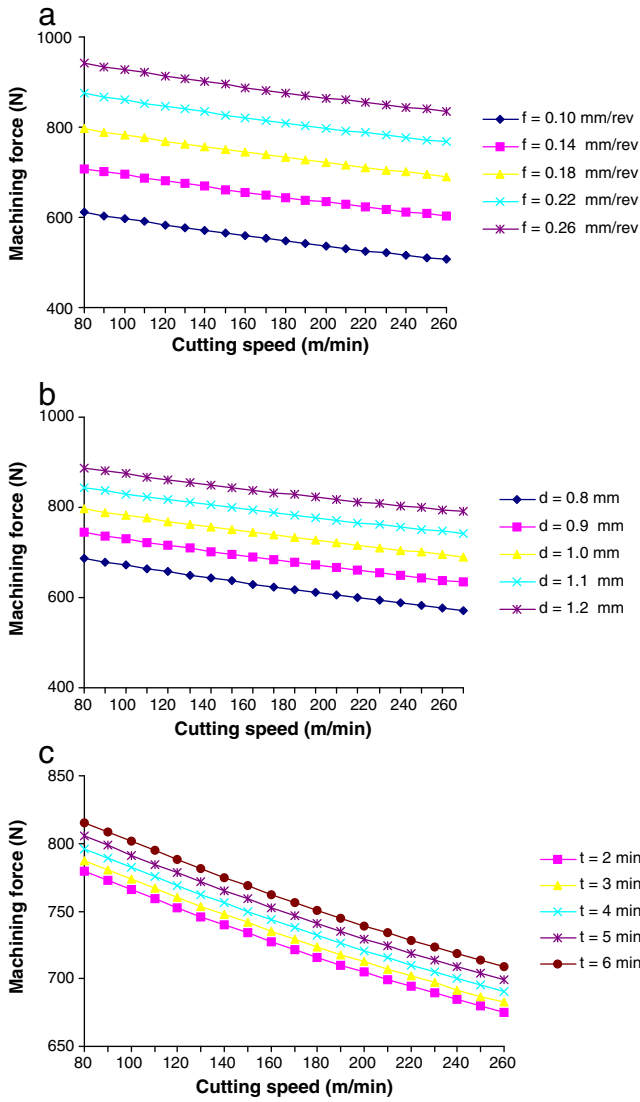 a
1000
800
600
400
Machining force (N)
80 100 120 140 160 180 200 220 240 260
Cutting speed (m/min)
f = 0.10 mm/rev
f = 0.14 mm/rev
f = 0.18 mm/rev
f = 0.22 mm/rev
f = 0.26 mm/rev
b
1000
800
600
400
Machining force (N)
80 100 120 140 160 180 200 220 240 260
Cutting speed (m/min)
d = 0.8 mm
d = 0.9 mm
d = 1.0 mm
d = 1.1 mm
d = 1.2 mm
c
850
800
750
700
650
Machining force (N)
80 100 120 140 160 180 200 220 240 260
Cutting speed (m/min)
t = 2 min
t = 3 min
t = 4 min
t = 5 min
t = 6 min